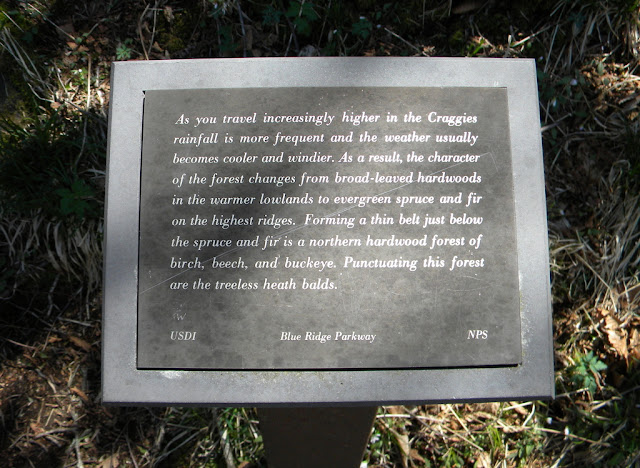 As you travel increasingly higher in the Craggies
rainfall is more frequent and the weather usually
becomes cooler and windier. As a result, the character
of the forest changes from broad-leaved hardwoods
in the warmer lowlands to evergreen spruce and fir
on the highest ridges. Forming a thin belt just below
the spruce and fir is a northern hardwood forest of
birch, beech, and buckeye. Punctuating this forest
are the treeless heath balds.
USDI Blue Ridge Parkway NPS